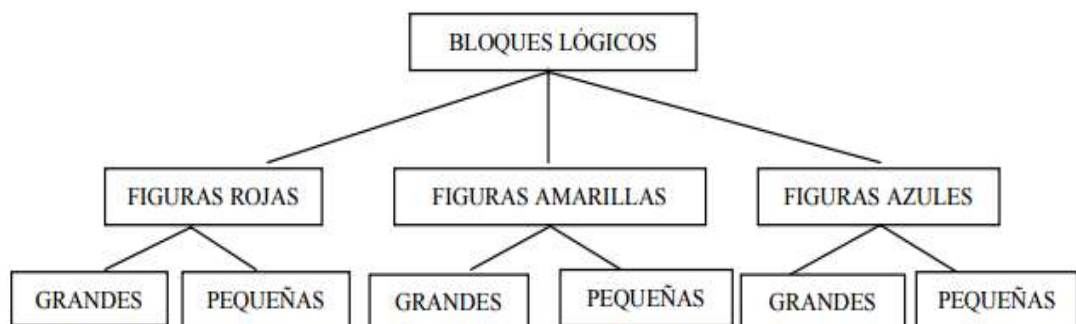 BLOQUES LÓGICOS
FIGURAS ROJAS
FIGURAS AMARILLAS
FIGURAS AZULES
GRANDES
PEQUEÑAS
GRANDES
PEQUEÑAS
GRANDES
PEQUEÑAS